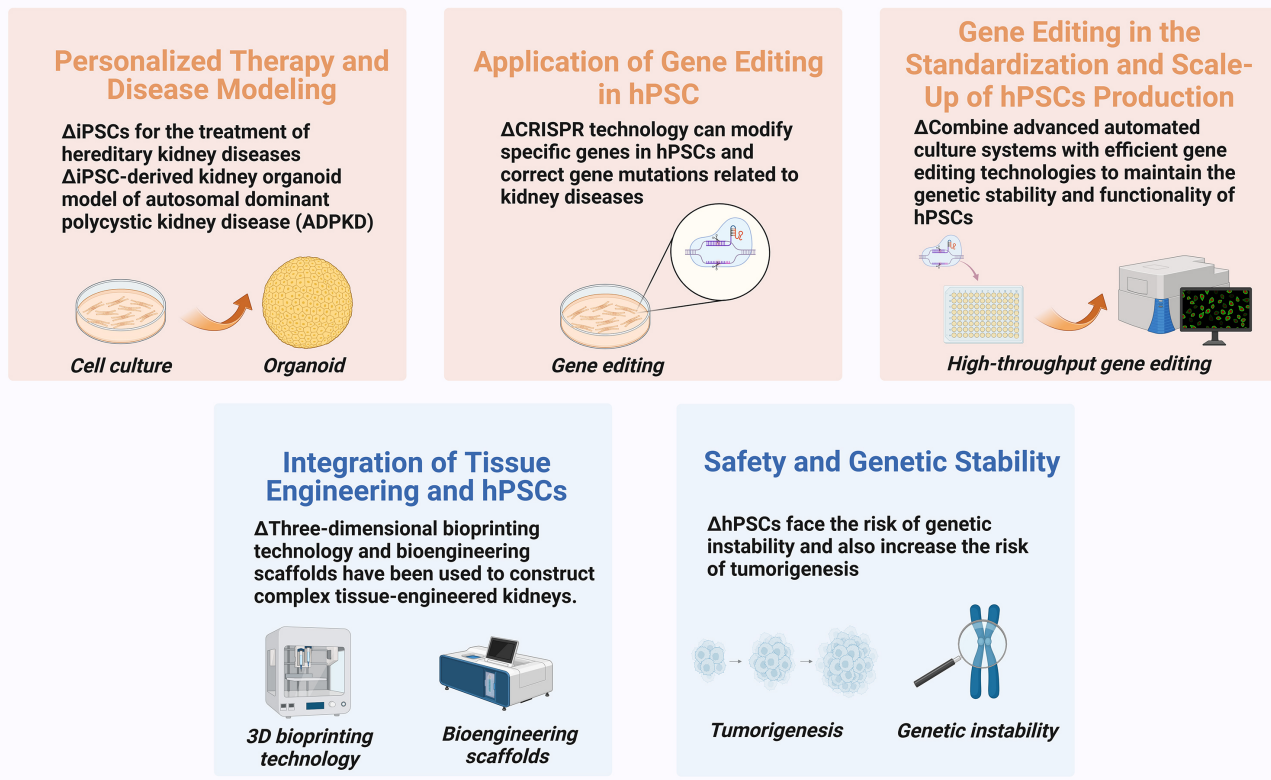 Personalized Therapy and
Disease Modeling
ΔiPSCs for the treatment of
hereditary kidney diseases
ΔiPSC-derived kidney organoid
model of autosomal dominant
polycystic kidney disease (ADPKD)
Cell culture
Organoid
Application of Gene Editing
in hPSC
ΔCRISPR technology can modify
specific genes in hPSCs and
correct gene mutations related to
kidney diseases
Gene editing
Gene Editing in the
Standardization and Scale-
Up of hPSCs Production
ΔCombine advanced automated
culture systems with efficient gene
editing technologies to maintain the
genetic stability and functionality of
hPSCs
High-throughput gene editing
Integration of Tissue
Engineering and hPSCs
ΔThree-dimensional bioprinting
technology and bioengineering
scaffolds have been used to construct
complex tissue-engineered kidneys.
3D bioprinting
technology
Bioengineering
scaffolds
Safety and Genetic Stability
ΔhPSCs face the risk of genetic
instability and also increase the risk
of tumorigenesis
Tumorigenesis
Genetic instability